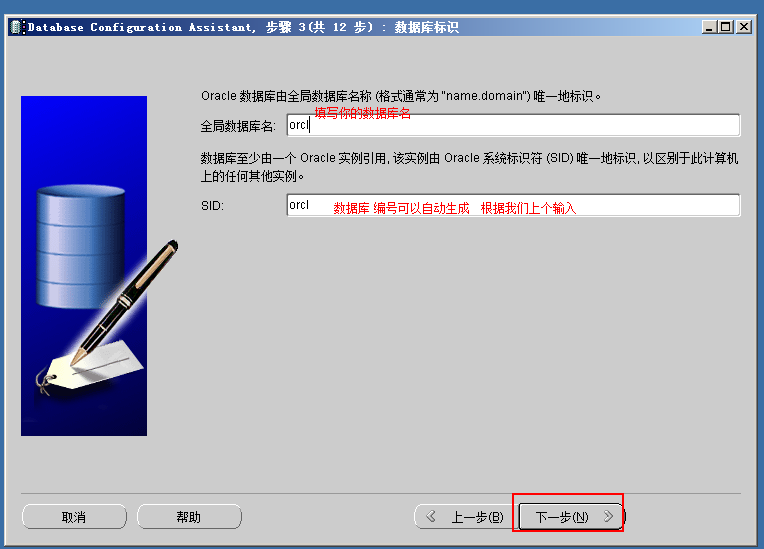 Database Configuration Assistant, 步骤 3(共 12 步) : 数据库标识
Oracle 数据库由全局数据库名称 (格式通常为 "name.domain") 唯一地标识。
填写你的数据库名
全局数据库名: orcl
数据库至少由一个 Oracle 实例引用, 该实例由 Oracle 系统标识符 (SID) 唯一地标识, 以区别于此计算机
上的任何其他实例。
SID: orcl 数据库 编号可以自动生成 根据我们上个输入
取消 帮助 上一步(B) 下一步(N)